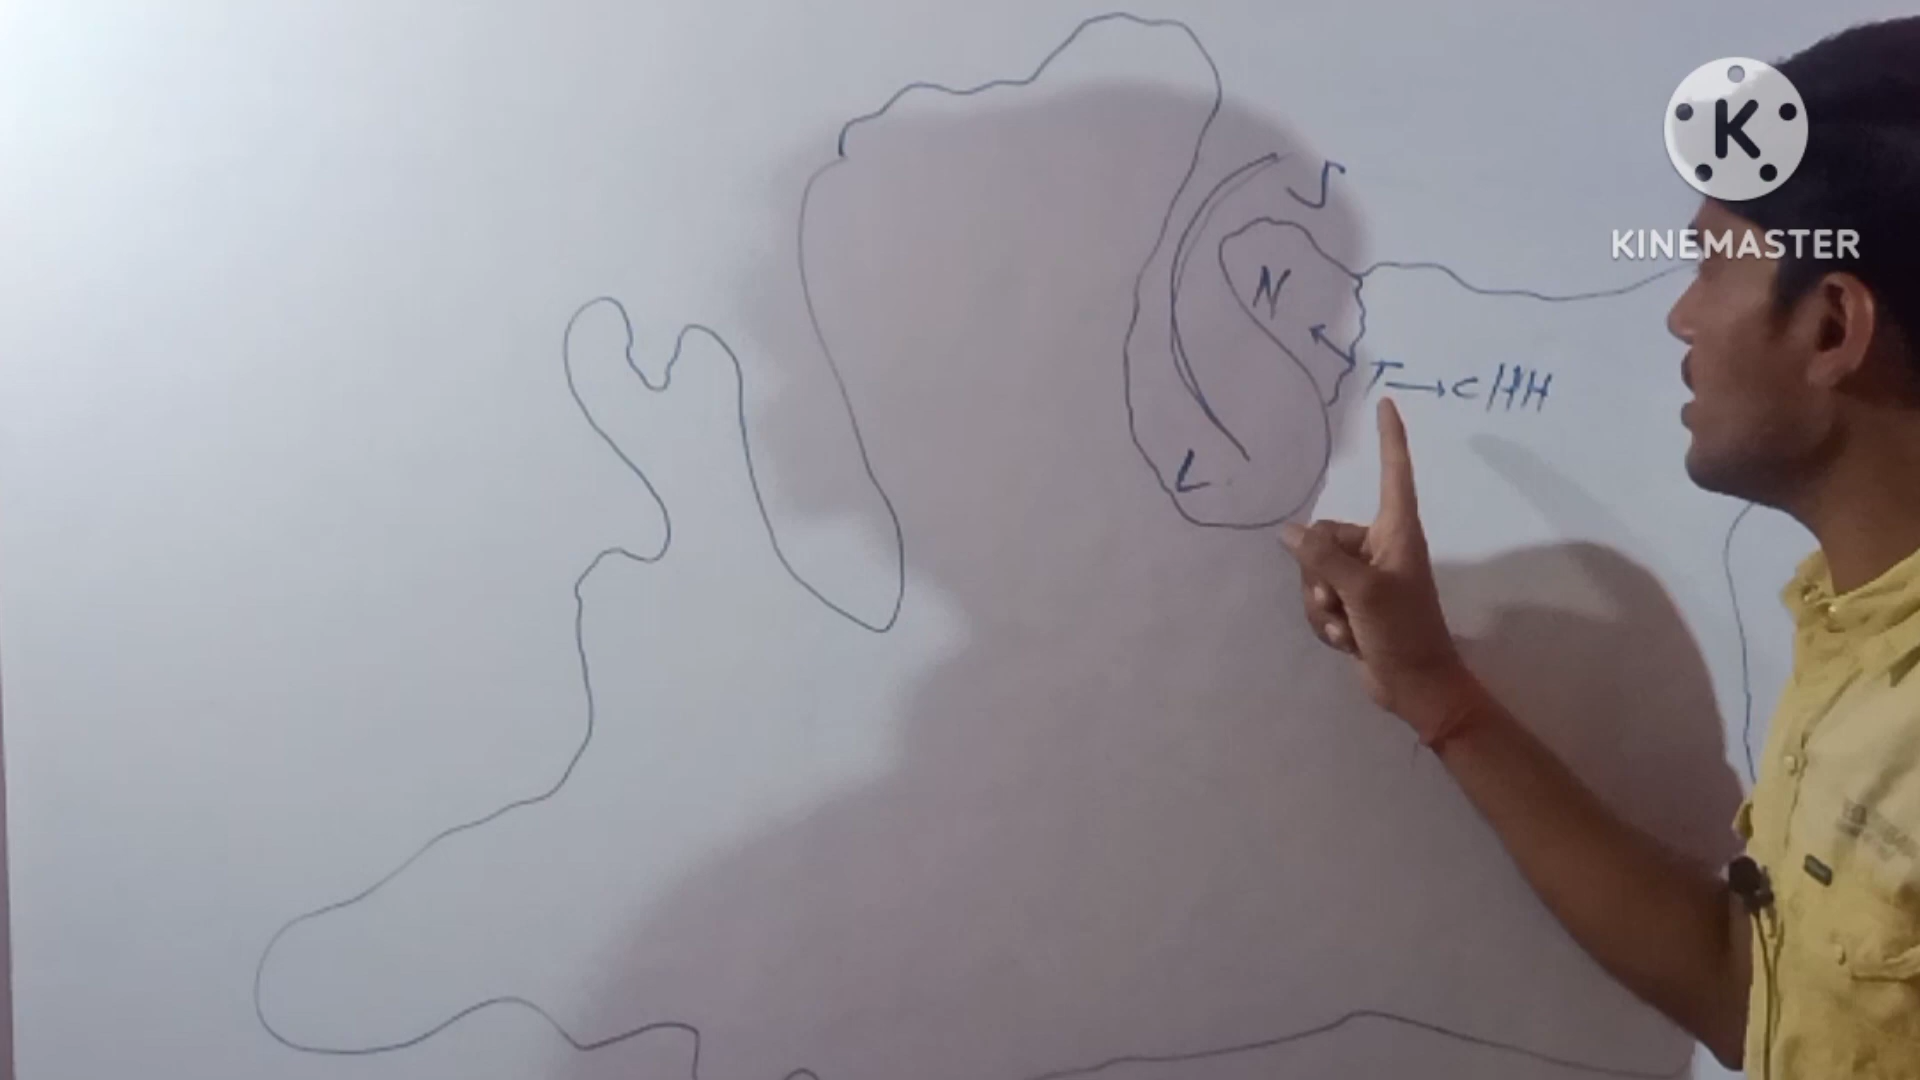 K
KINEMASTER
S
N
T → CHH
L